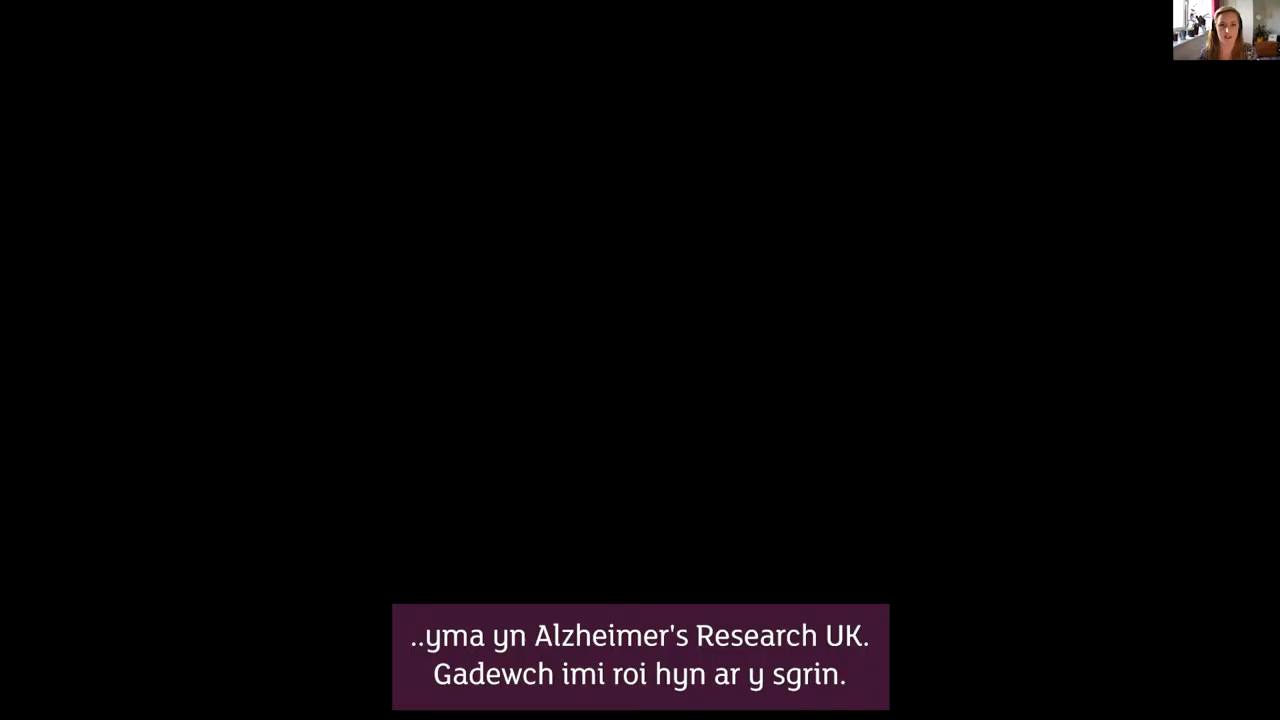 ..yma yn Alzheimer's Research UK.
Gadewch imi roi hyn ar y sgrin.